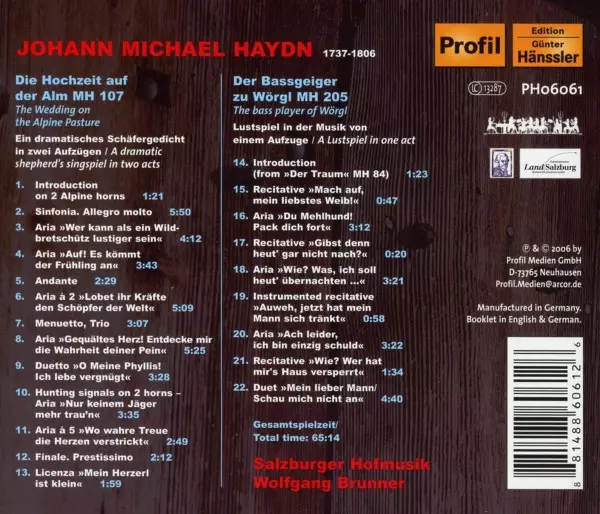 JOHANN MICHAEL HAYDN 1737-1806
Profil
Edition
Günter
Hänssler
Die Hochzeit auf
der Alm MH 107
The Wedding on
the Alpine Pasture
Ein dramatisches Schäfergedicht
in zwei Aufzügen / A dramatic
shepherd's singspiel in two acts
1. Introduction
on 2 Alpine horns 1:21
2. Sinfonia. Allegro molto 5:50
3. Aria »Wer kann als ein Wild-
bretschütz lustiger sein« 4:12
4. Aria »Auf! Es kömmt
der Frühling an« 3:43
5. Andante 2:29
6. Aria à 2 »Lobet ihr Kräfte
den Schöpfer der Welt« 3:09
7. Menuetto, Trio 3:07
8. Aria »Gequältes Herz! Entdecke mir
die Wahrheit deiner Pein« 5:25
9. Duetto »O Meine Phyllis!
Ich lebe vergnügt« 3:28
10. Hunting signals on 2 horns –
Aria »Nur keinem Jäger
mehr trau'n« 3:35
11. Aria à 5 »Wo wahre Treue
die Herzen verstrickt« 2:49
12. Finale. Prestissimo 2:12
13. Licenza »Mein Herzerl
ist klein« 1:59
Der Bassgeiger
zu Wörgl MH 205
The bass player of Wörgl
Lustspiel in der Musik von
einem Aufzuge / A Lustspiel in one act
14. Introduction
(from »Der Traum« MH 84) 1:23
15. Recitative »Mach auf,
mein liebstes Weib!« 0:47
16. Aria »Du Mehlhund!
Pack dich fort« 3:12
17. Recitative »Gibst denn
heut' gar nicht nach?« 0:20
18. Aria »Wie? Was, ich soll
heut' übernachten ...« 3:21
19. Instrumented recitative
»Auweh, jetzt hat mein
Mann sich tränkt« 0:58
20. Aria »Ach leider,
ich bin einzig schuld« 3:22
21. Recitative »Wie? Wer hat
mir's Haus versperrt« 1:34
22. Duet »Mein lieber Mann/
Schau mich nicht an« 4:40
Gesamtspielzeit/
Total time: 65:14
Salzburger Hofmusik
Wolfgang Brunner
LC 13287
PH06061
Land Salzburg
℗ & © 2006 by
Profil Medien GmbH
D-73765 Neuhausen
Profil.Medien@arcor.de
Manufactured in Germany.
Booklet in English & German.
8 81488 60612 6